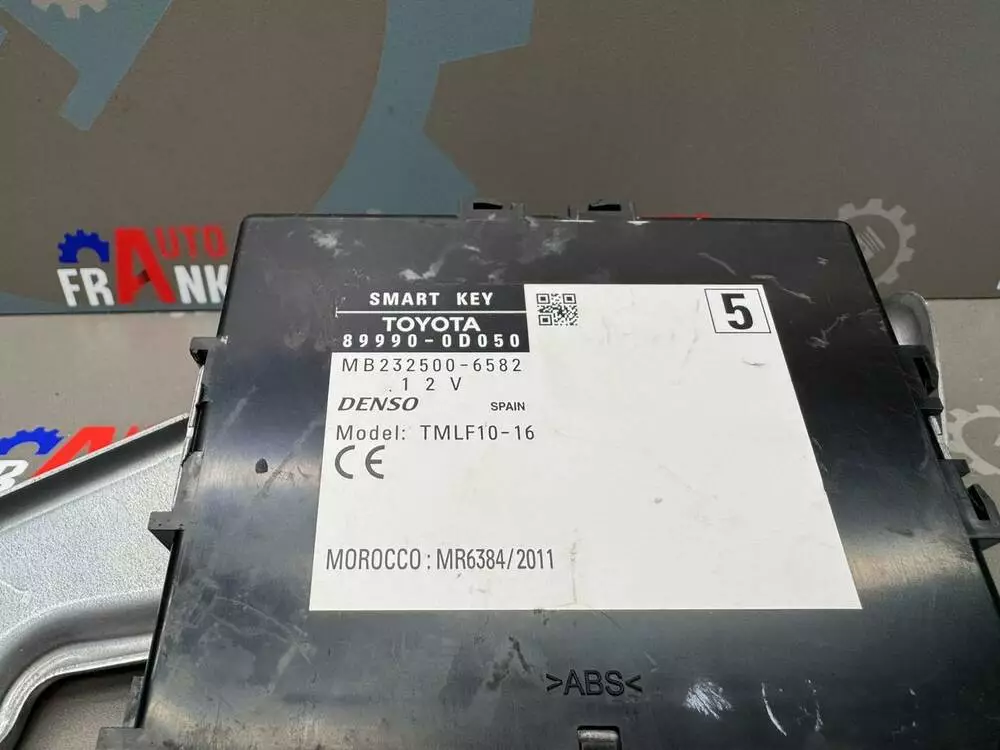 AUTO
FRANK
SMART KEY
5
TOYOTA
89990-0D050
MB232500-6582
12V
DENSO SPAIN
Model: TMLF10-16
CE
MOROCCO: MR6384/2011
>ABS<